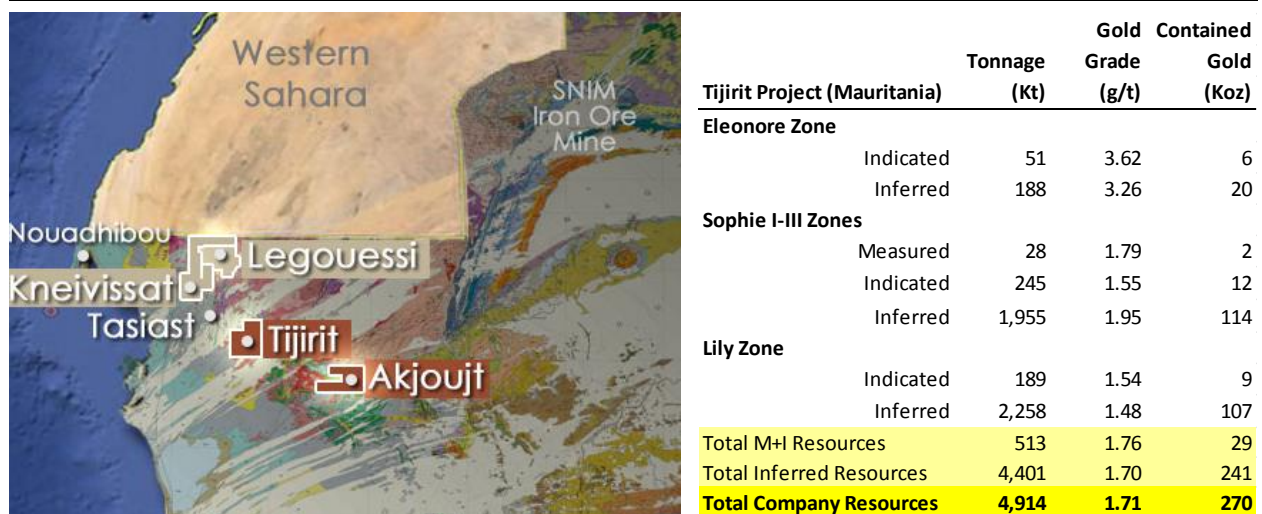 Western
Sahara
SNIM
Iron Ore
Mine
Nouadhibou
Legouessi
Kneivissat
Tasiast
Tijirit
Akjoujt
Gold Contained
Tonnage Grade Gold
Tijirit Project (Mauritania) (Kt) (g/t) (Koz)
Eleonore Zone
Indicated 51 3.62 6
Inferred 188 3.26 20
Sophie I-III Zones
Measured 28 1.79 2
Indicated 245 1.55 12
Inferred 1,955 1.95 114
Lily Zone
Indicated 189 1.54 9
Inferred 2,258 1.48 107
Total M+I Resources 513 1.76 29
Total Inferred Resources 4,401 1.70 241
Total Company Resources 4,914 1.71 270